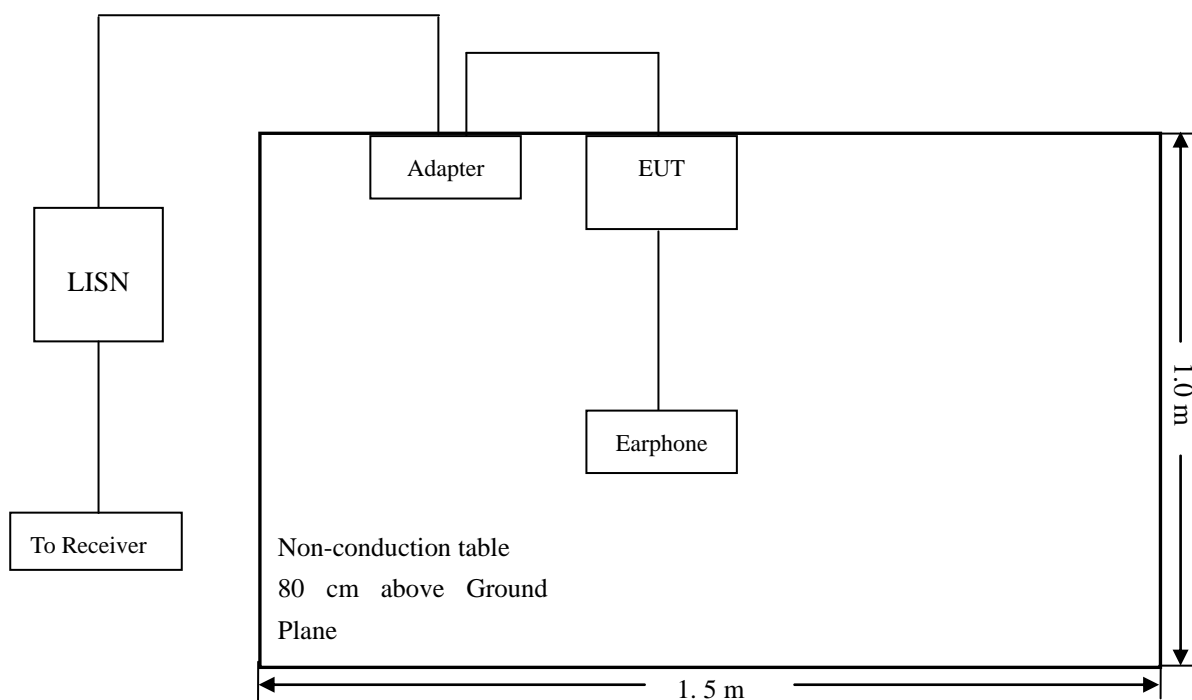 Adapter
EUT
LISN
Earphone
To Receiver
Non-conduction table
80 cm above Ground
Plane
1.0 m
1. 5 m